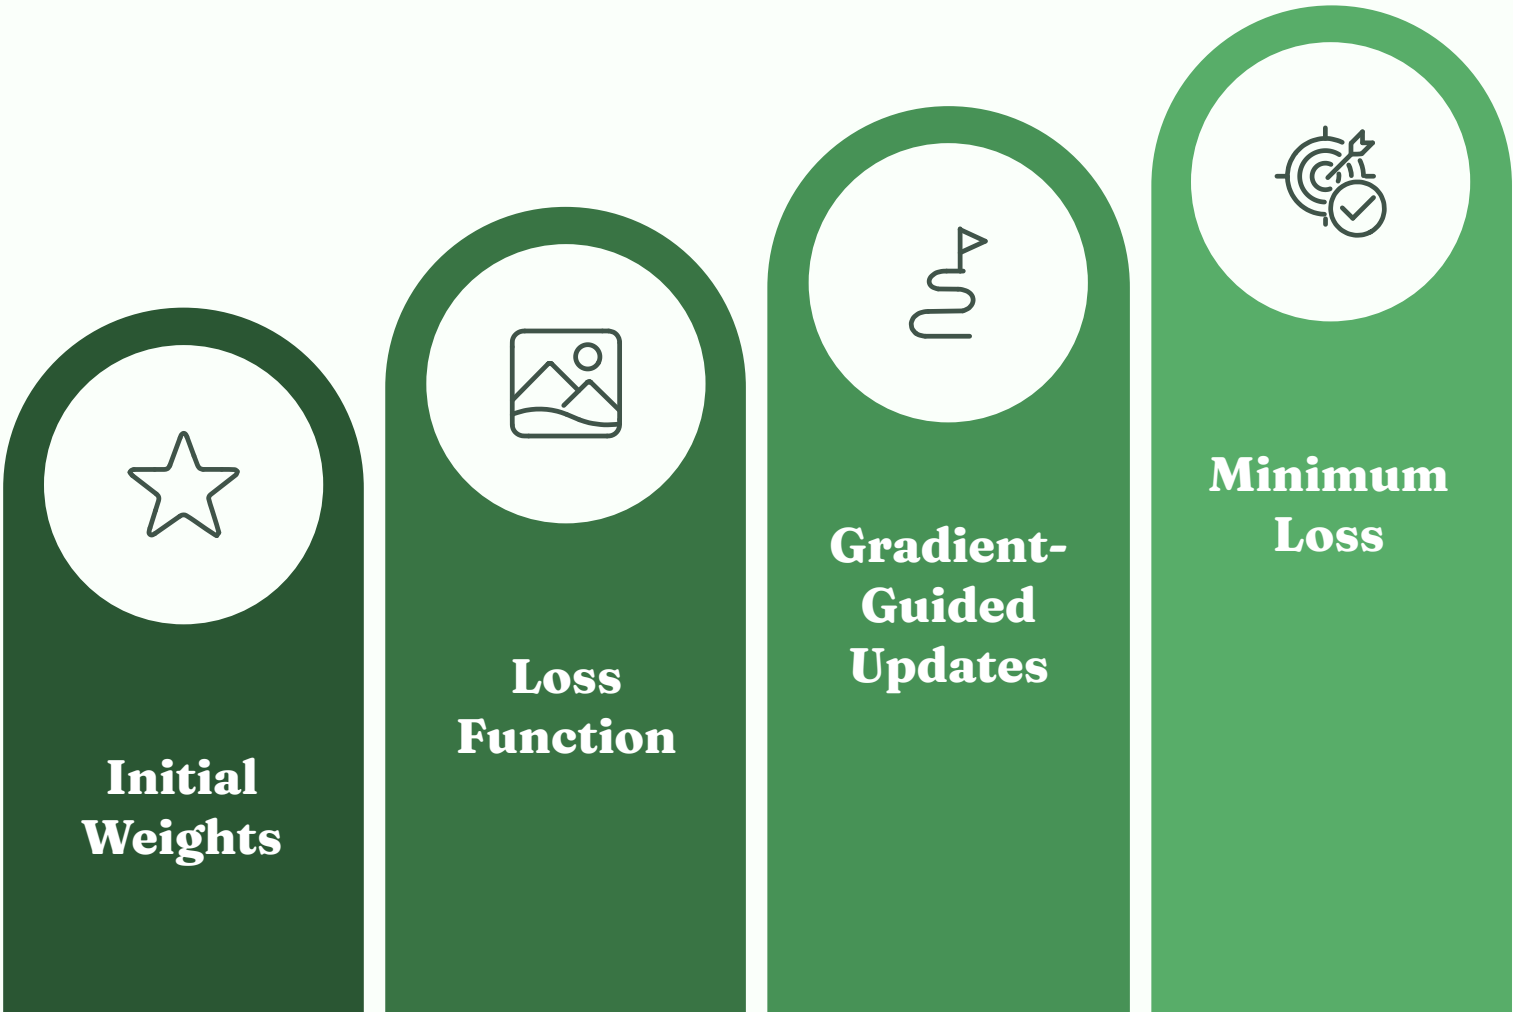 Initial
Weights
Loss
Function
Gradient-
Guided
Updates
Minimum
Loss